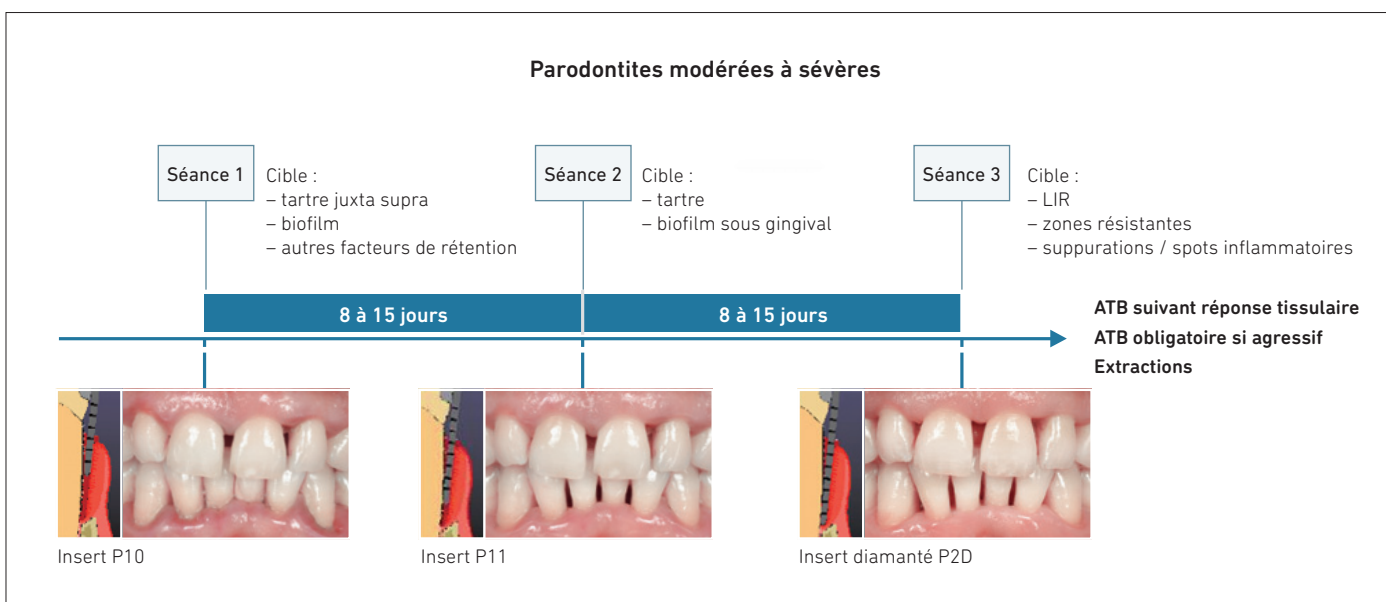 Parodontites modérées à sévères
Séance 1
Cible :
– tartre juxta supra
– biofilm
– autres facteurs de rétention
Séance 2
Cible :
– tartre
– biofilm sous gingival
Séance 3
Cible :
– LIR
– zones résistantes
– suppurations / spots inflammatoires
8 à 15 jours
8 à 15 jours
ATB suivant réponse tissulaire
ATB obligatoire si agressif
Extractions
Insert P10
Insert P11
Insert diamanté P2D